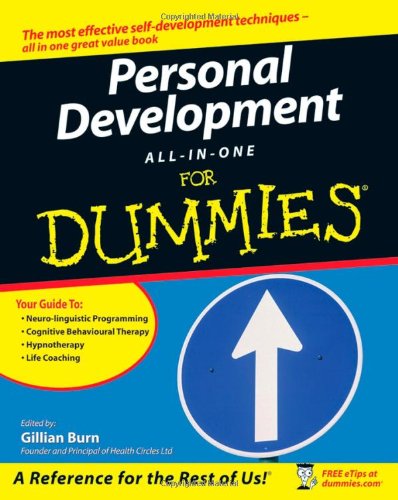 The most effective self-development techniques –
all in one great value book
Personal
Development
ALL-IN-ONE
FOR
DUMMIES®
Your Guide To:
• Neuro-linguistic Programming
• Cognitive Behavioural Therapy
• Hypnotherapy
• Life Coaching
Edited by:
Gillian Burn
Founder and Principal of Health Circles Ltd
A Reference for the Rest of Us!®
FREE eTips at
dummies.com®